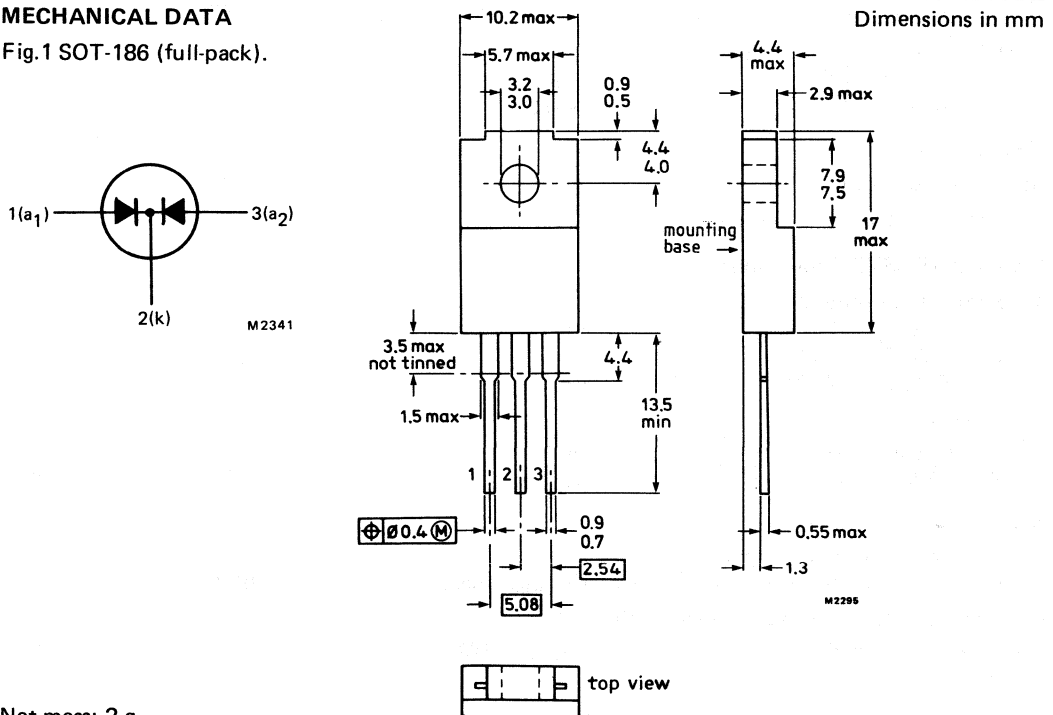 MECHANICAL DATA
Dimensions in mm
Fig.1 SOT-186 (full-pack).
10.2 max
5.7 max
3.2
3.0
0.9
0.5
4.4
4.0
4.4
max
2.9 max
7.9
7.5
17
max
mounting
base
1(a1)
3(a2)
2(k)
M2341
3.5 max
not tinned
4.4
13.5
min
1.5 max
1 2 3
Ø0.4 Ⓜ
0.9
0.7
2.54
5.08
0.55 max
1.3
M2295
top view